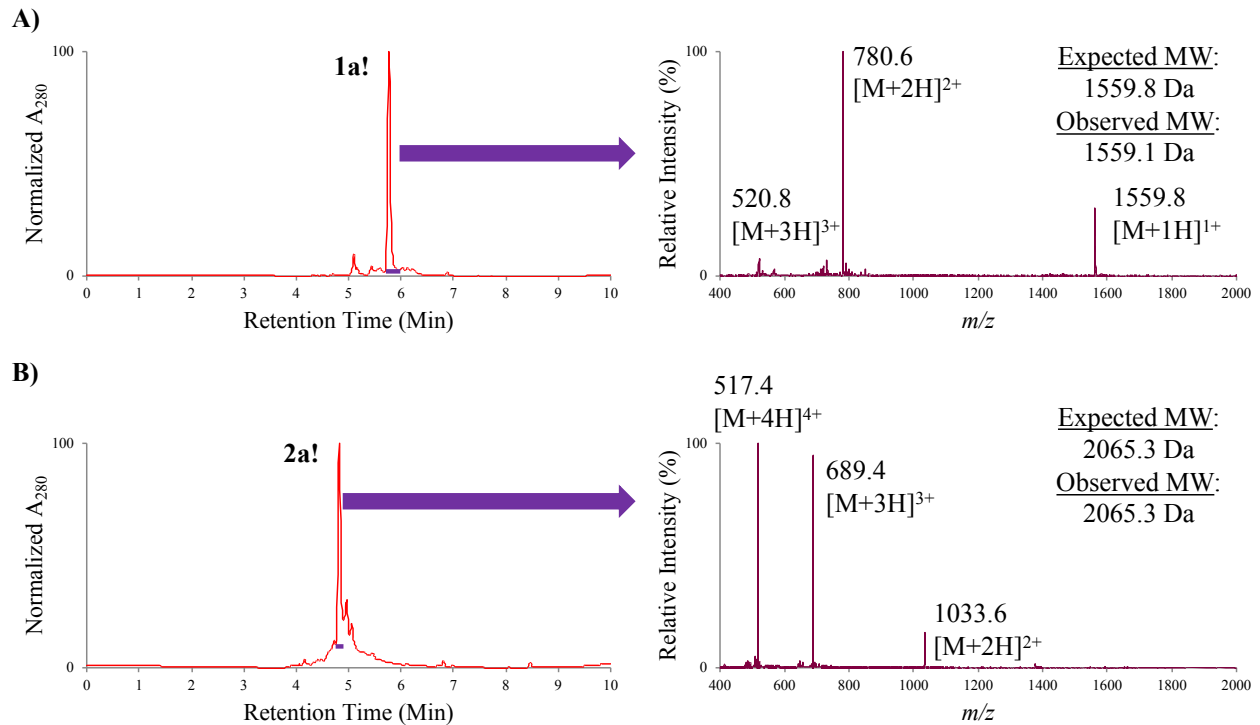 A)
100
0
Normalized A₂₈₀
1a!
0 1 2 3 4 5 6 7 8 9 10
Retention Time (Min)
100
0
Relative Intensity (%)
780.6
[M+2H]²⁺
520.8
[M+3H]³⁺
1559.8
[M+1H]¹⁺
Expected MW:
1559.8 Da
Observed MW:
1559.1 Da
400 800 1000 1200 1400 1600 1800 2000
m/z
B)
100
0
Normalized A₂₈₀
2a!
0 1 2 3 4 5 6 7 8 9 10
Retention Time (Min)
100
0
Relative Intensity (%)
517.4
[M+4H]⁴⁺
689.4
[M+3H]³⁺
1033.6
[M+2H]²⁺
Expected MW:
2065.3 Da
Observed MW:
2065.3 Da
400 800 1000 1200 1400 1600 1800 2000
m/z